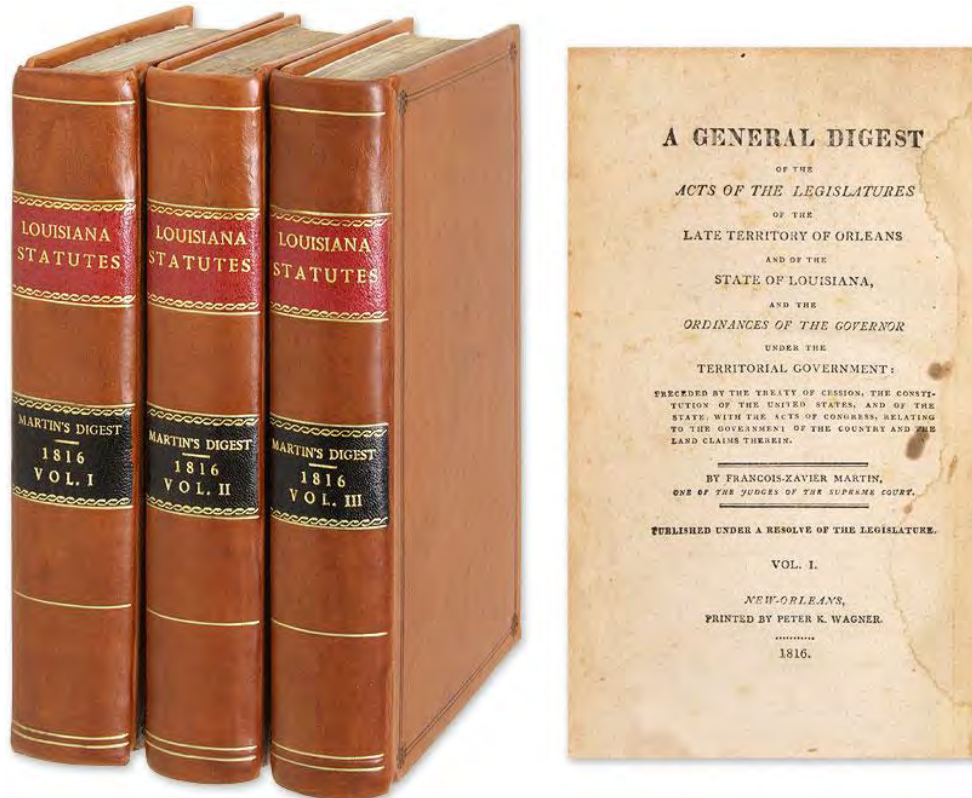 LOUISIANA
STATUTES
MARTIN'S DIGEST
1816
VOL. I
LOUISIANA
STATUTES
MARTIN'S DIGEST
1816
VOL. II
LOUISIANA
STATUTES
MARTIN'S DIGEST
1816
VOL. III
A GENERAL DIGEST
OF THE
ACTS OF THE LEGISLATURES
OF THE
LATE TERRITORY OF ORLEANS
AND OF THE
STATE OF LOUISIANA,
AND THE
ORDINANCES OF THE GOVERNOR
UNDER THE
TERRITORIAL GOVERNMENT:
PRECEDED BY THE TREATY OF CESSION, THE CONSTI-
TUTION OF THE UNITED STATES, AND OF THE
STATE, WITH THE ACTS OF CONGRESS, RELATING
TO THE GOVERNMENT OF THE COUNTRY AND THE
LAND CLAIMS THEREIN.
BY FRANCOIS-XAVIER MARTIN,
ONE OF THE JUDGES OF THE SUPREME COURT.
PUBLISHED UNDER A RESOLVE OF THE LEGISLATURE.
VOL. I.
NEW-ORLEANS,
PRINTED BY PETER K. WAGNER.
1816.